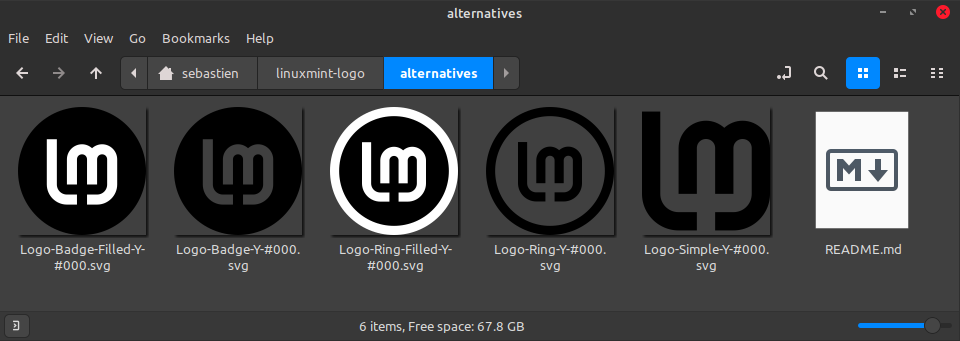 alternatives
File Edit View Go Bookmarks Help
sebastien linuxmint-logo alternatives
Logo-Badge-Filled-Y-
#000.svg
Logo-Badge-Y-#000.
svg
Logo-Ring-Filled-Y-
#000.svg
Logo-Ring-Y-#000.
svg
Logo-Simple-Y-#000.
svg
M
README.md
6 items, Free space: 67.8 GB